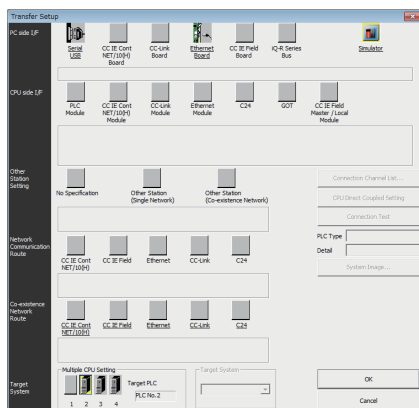 Transfer Setup
PC side I/F
Serial
USB
CC IE Cont
NET/10(H)
Board
CC-Link
Board
Ethernet
Board
CC IE Field
Board
iQ-R Series
Bus
Simulator
CPU side I/F
PLC
Module
CC IE Cont
NET/10(H)
Module
CC-Link
Module
Ethernet
Module
C24
GOT
CC IE Field
Master / Local
Module
Other
Station
Setting
No Specification
Other Station
(Single Network)
Other Station
(Co-existence Network)
Connection Channel List...
CPU Direct Coupled Setting
Connection Test
PLC Type
Detail
System Image...
Network
Communication
Route
CC IE Cont
NET/10(H)
CC IE Field
Ethernet
CC-Link
C24
Co-existence
Network
Route
CC IE Cont
NET/10(H)
CC IE Field
Ethernet
CC-Link
C24
Target
System
Multiple CPU Setting
1 2 3 4
Target PLC
PLC No.2
Target System
OK
Cancel